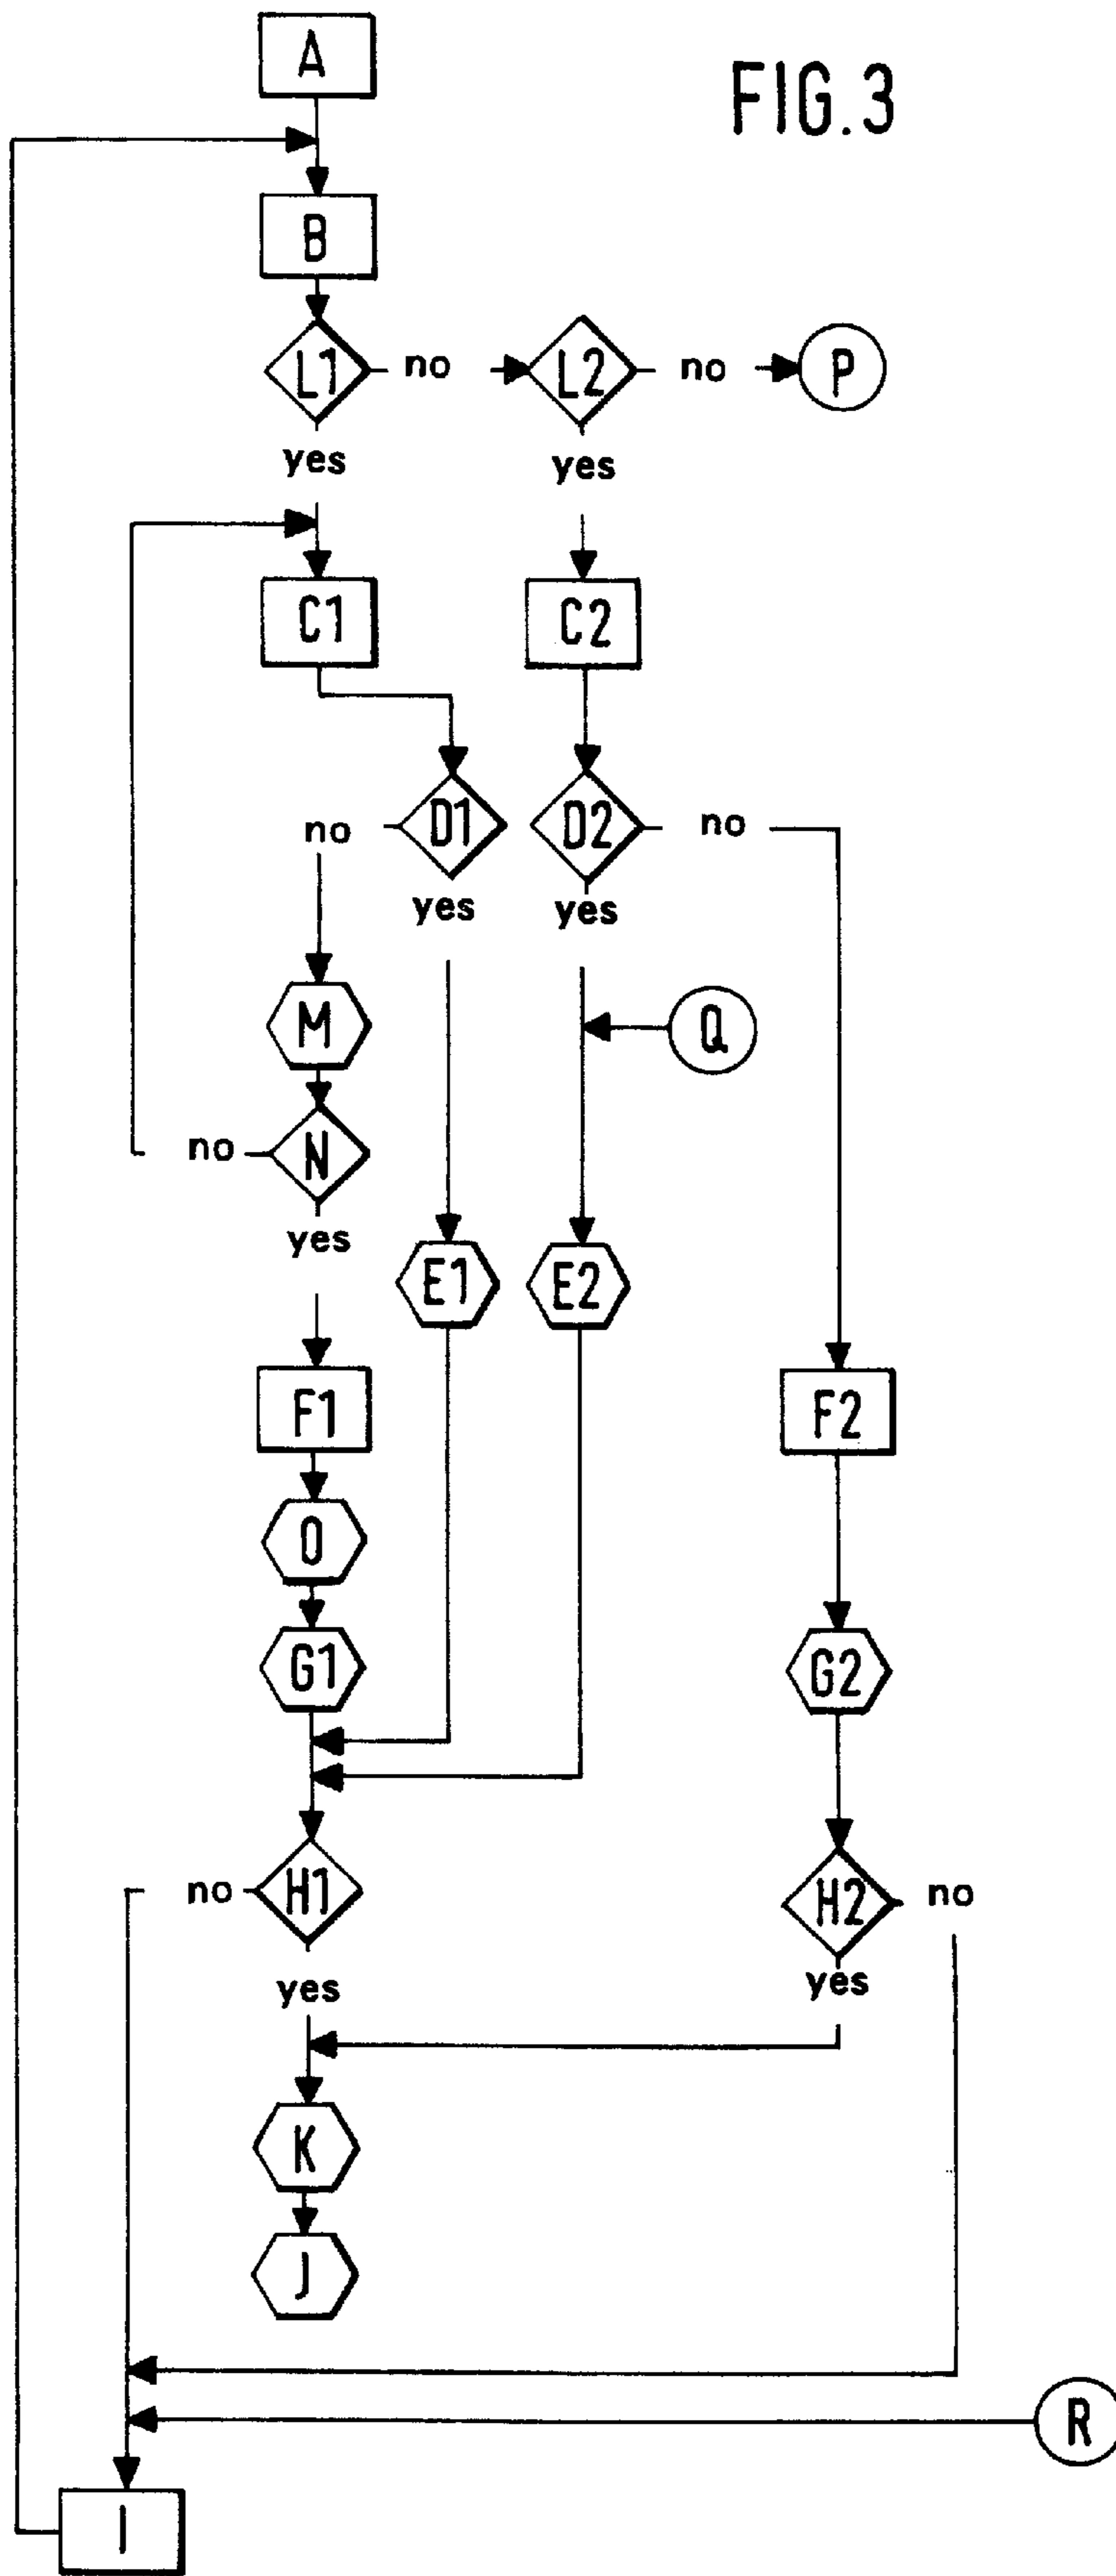 A
FIG.3
B
L1 no L2 no P
yes yes
C1 C2
no D1 D2 no
yes yes
M Q
no N
yes
E1 E2
F1 F2
O
G1 G2
no H1 H2 no
yes yes
K
J
R
I